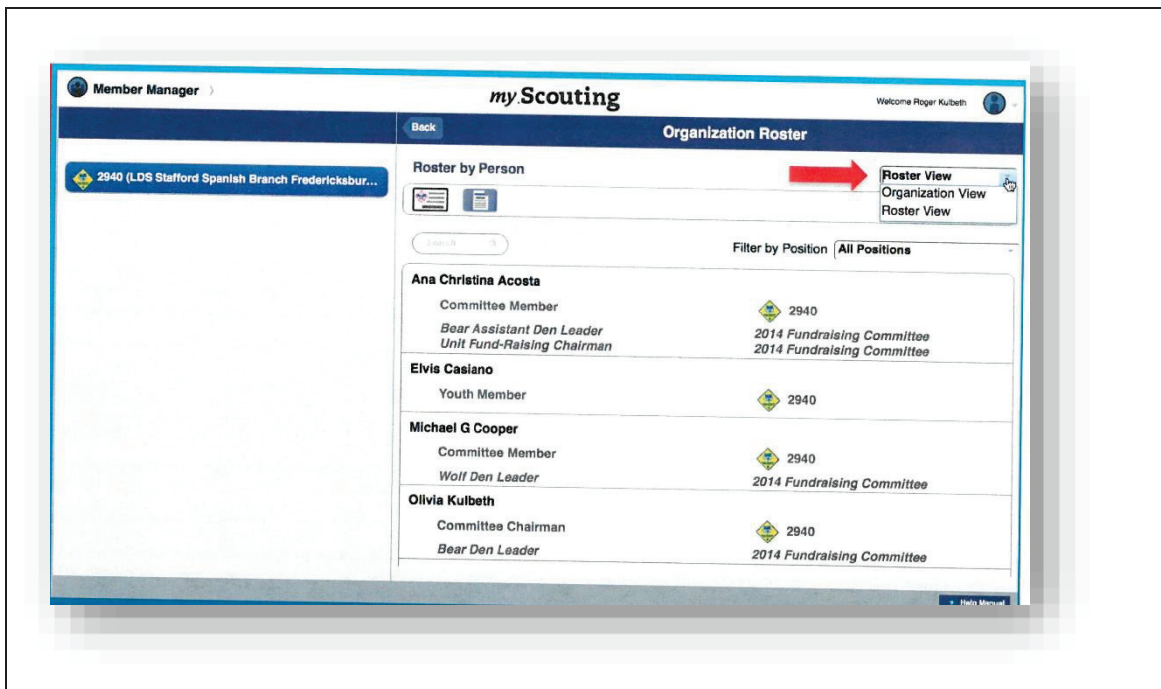 Member Manager
my.Scouting
Welcome Roger Kulbeth
Back
Organization Roster
2940 (LDS Stafford Spanish Branch Fredericksbur...
Roster by Person
Roster View
Organization View
Roster View
Search
Filter by Position All Positions
Ana Christina Acosta
Committee Member 2940
Bear Assistant Den Leader 2014 Fundraising Committee
Unit Fund-Raising Chairman 2014 Fundraising Committee
Elvis Casiano
Youth Member 2940
Michael G Cooper
Committee Member 2940
Wolf Den Leader 2014 Fundraising Committee
Olivia Kulbeth
Committee Chairman 2940
Bear Den Leader 2014 Fundraising Committee
Help Manual